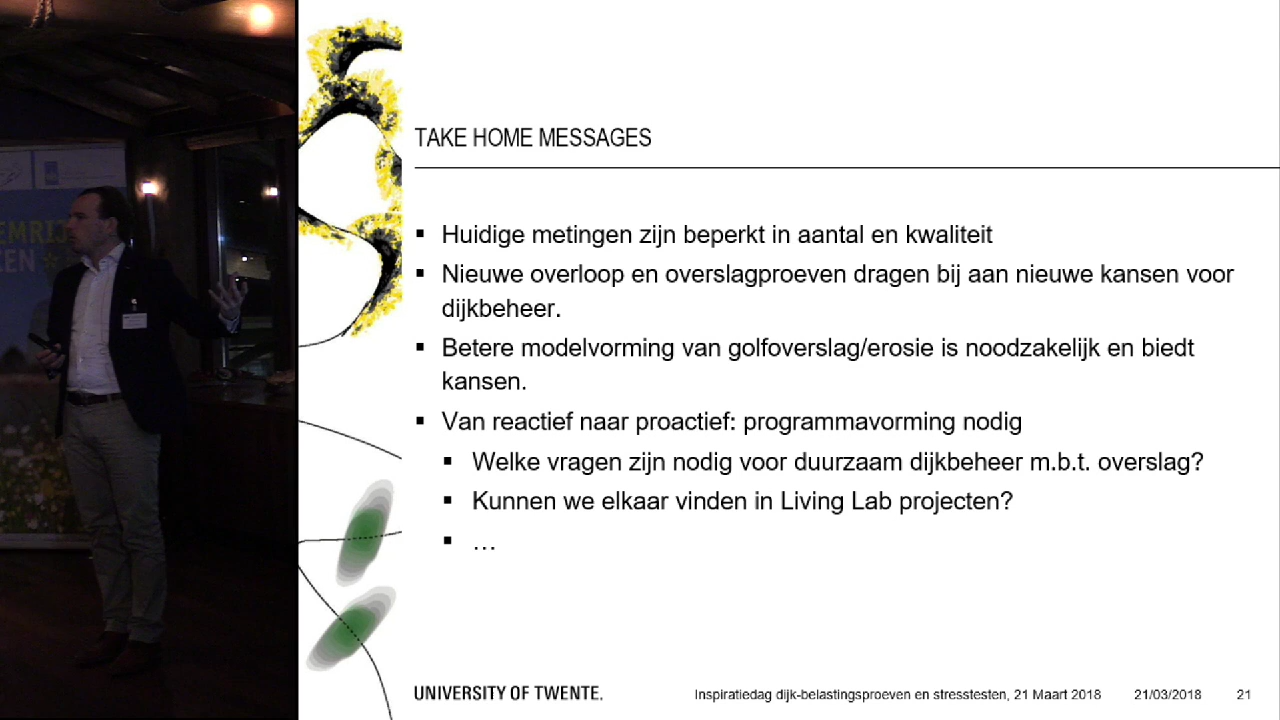 TAKE HOME MESSAGES
▪ Huidige metingen zijn beperkt in aantal en kwaliteit
▪ Nieuwe overloop en overslagproeven dragen bij aan nieuwe kansen voor
dijkbeheer.
▪ Betere modelvorming van golfoverslag/erosie is noodzakelijk en biedt
kansen.
▪ Van reactief naar proactief: programmavorming nodig
▪ Welke vragen zijn nodig voor duurzaam dijkbeheer m.b.t. overslag?
▪ Kunnen we elkaar vinden in Living Lab projecten?
▪ …
UNIVERSITY OF TWENTE. Inspiratiedag dijk-belastingsproeven en stresstesten, 21 Maart 2018 21/03/2018 21